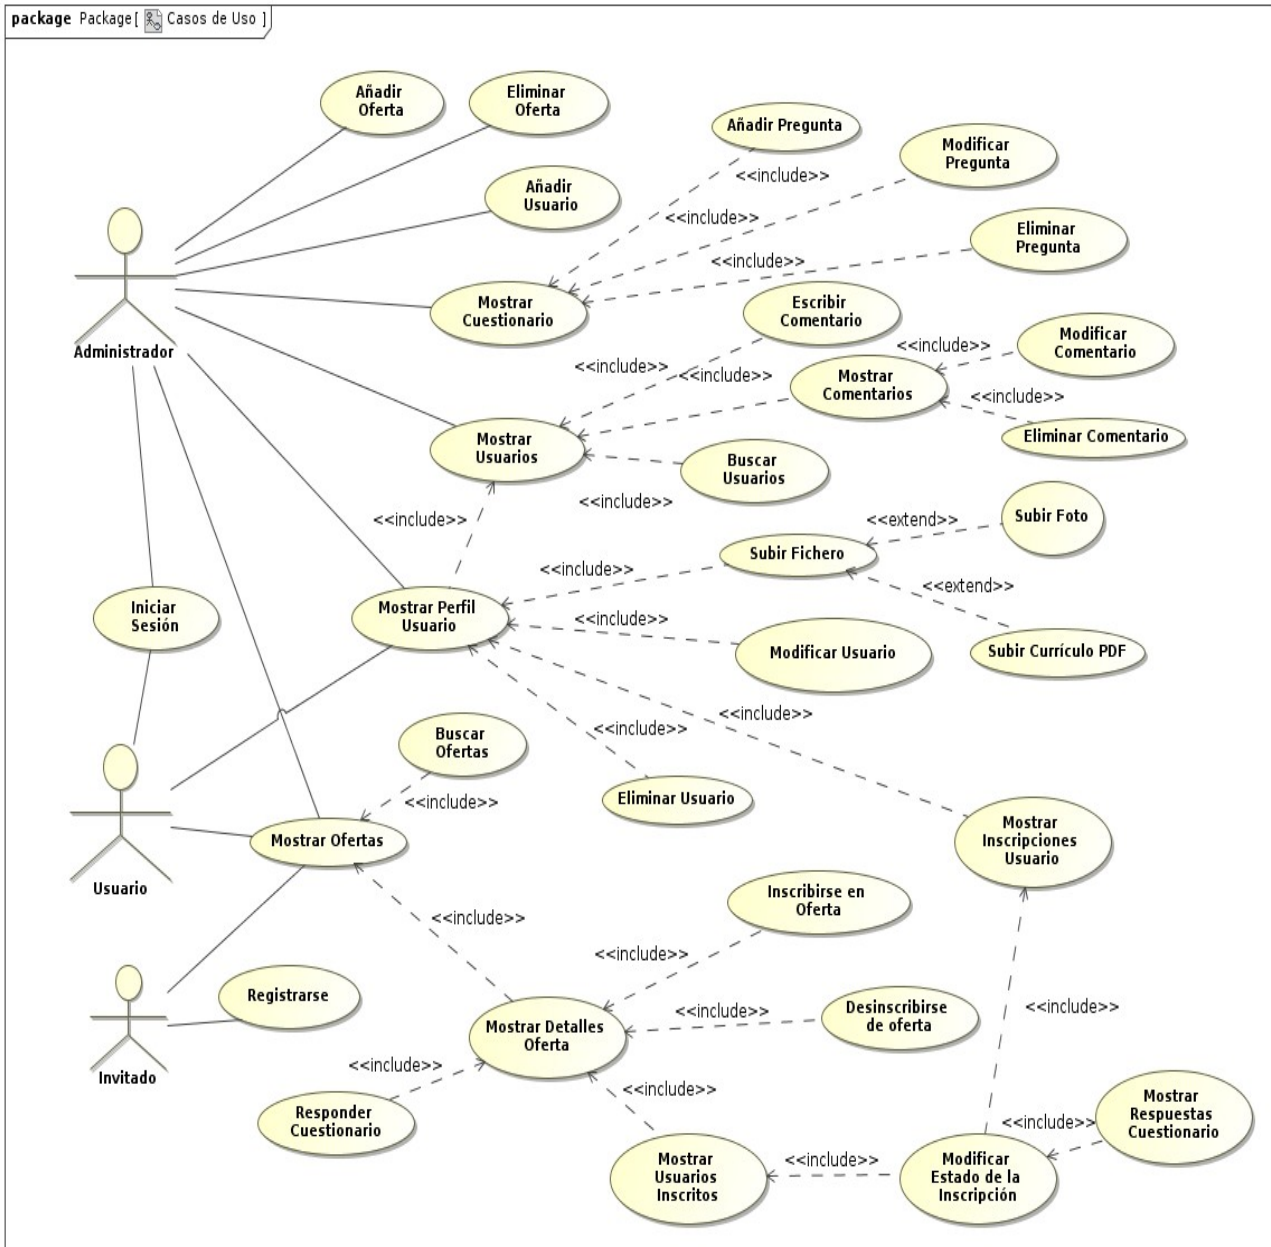 package Package[ Casos de Uso ]
Añadir
Oferta
Eliminar
Oferta
Añadir Pregunta
Modificar
Pregunta
<<include>>
Añadir
Usuario
<<include>>
Eliminar
Pregunta
<<include>>
Mostrar
Cuestionario
Escribir
Comentario
Administrador
Modificar
Comentario
<<include>>
<<include>>
<<include>>
Mostrar
Comentarios
<<include>>
Eliminar Comentario
Mostrar
Usuarios
Buscar
Usuarios
<<include>>
<<include>>
<<extend>>
Subir Foto
Subir Fichero
<<include>>
<<extend>>
Iniciar
Sesión
Mostrar Perfil
Usuario
<<include>>
Modificar Usuario
Subir Currículo PDF
<<include>>
<<include>>
Buscar
Ofertas
<<include>>
Eliminar Usuario
Mostrar Ofertas
Mostrar
Inscripciones
Usuario
Usuario
Inscribirse en
Oferta
<<include>>
<<include>>
Registrarse
<<include>>
<<include>>
Desinscribirse
de oferta
Mostrar Detalles
Oferta
Invitado
<<include>>
<<include>>
Responder
Cuestionario
Mostrar
Respuestas
Cuestionario
<<include>>
Mostrar
Usuarios
Inscritos
<<include>>
Modificar
Estado de la
Inscripción